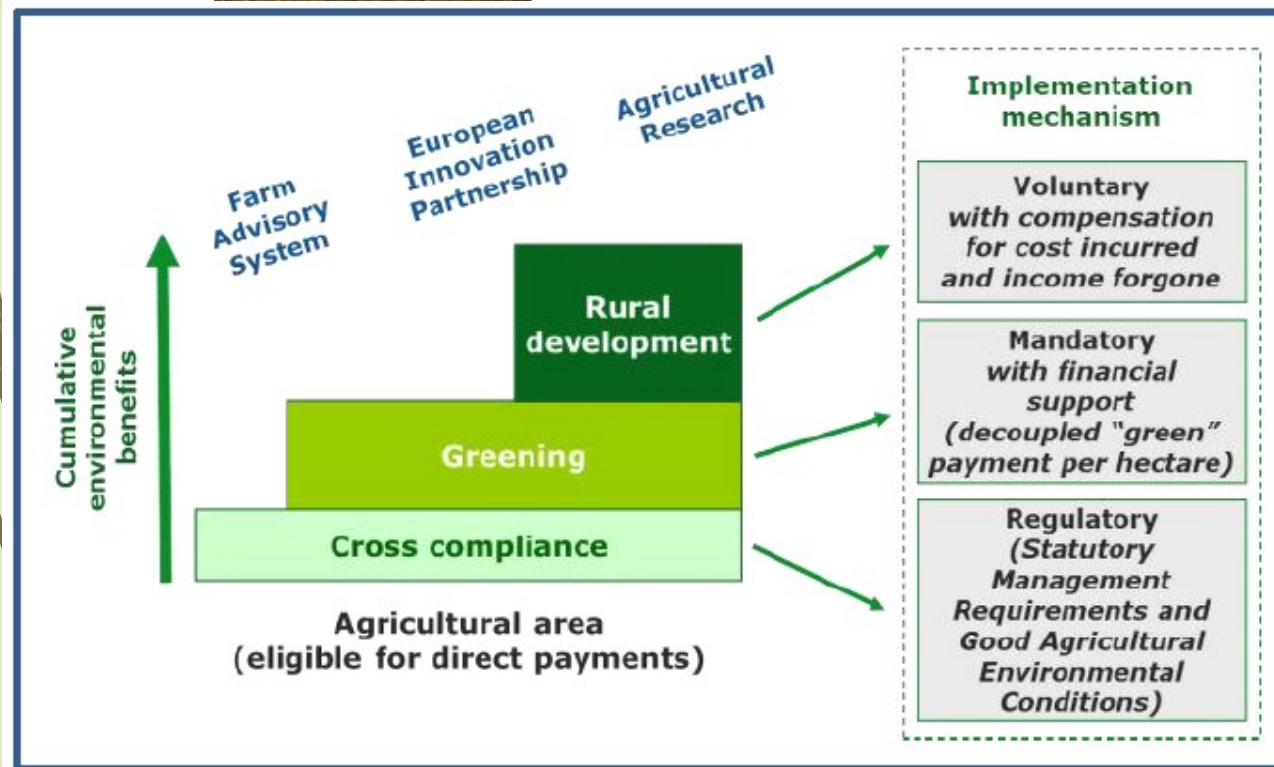 Farm
Advisory
System
European
Innovation
Partnership
Agricultural
Research
Cumulative
environmental
benefits
Rural
development
Greening
Cross compliance
Agricultural area
(eligible for direct payments)
Implementation
mechanism
Voluntary
with compensation
for cost incurred
and income forgone
Mandatory
with financial
support
(decoupled “green”
payment per hectare)
Regulatory
(Statutory
Management
Requirements and
Good Agricultural
Environmental
Conditions)